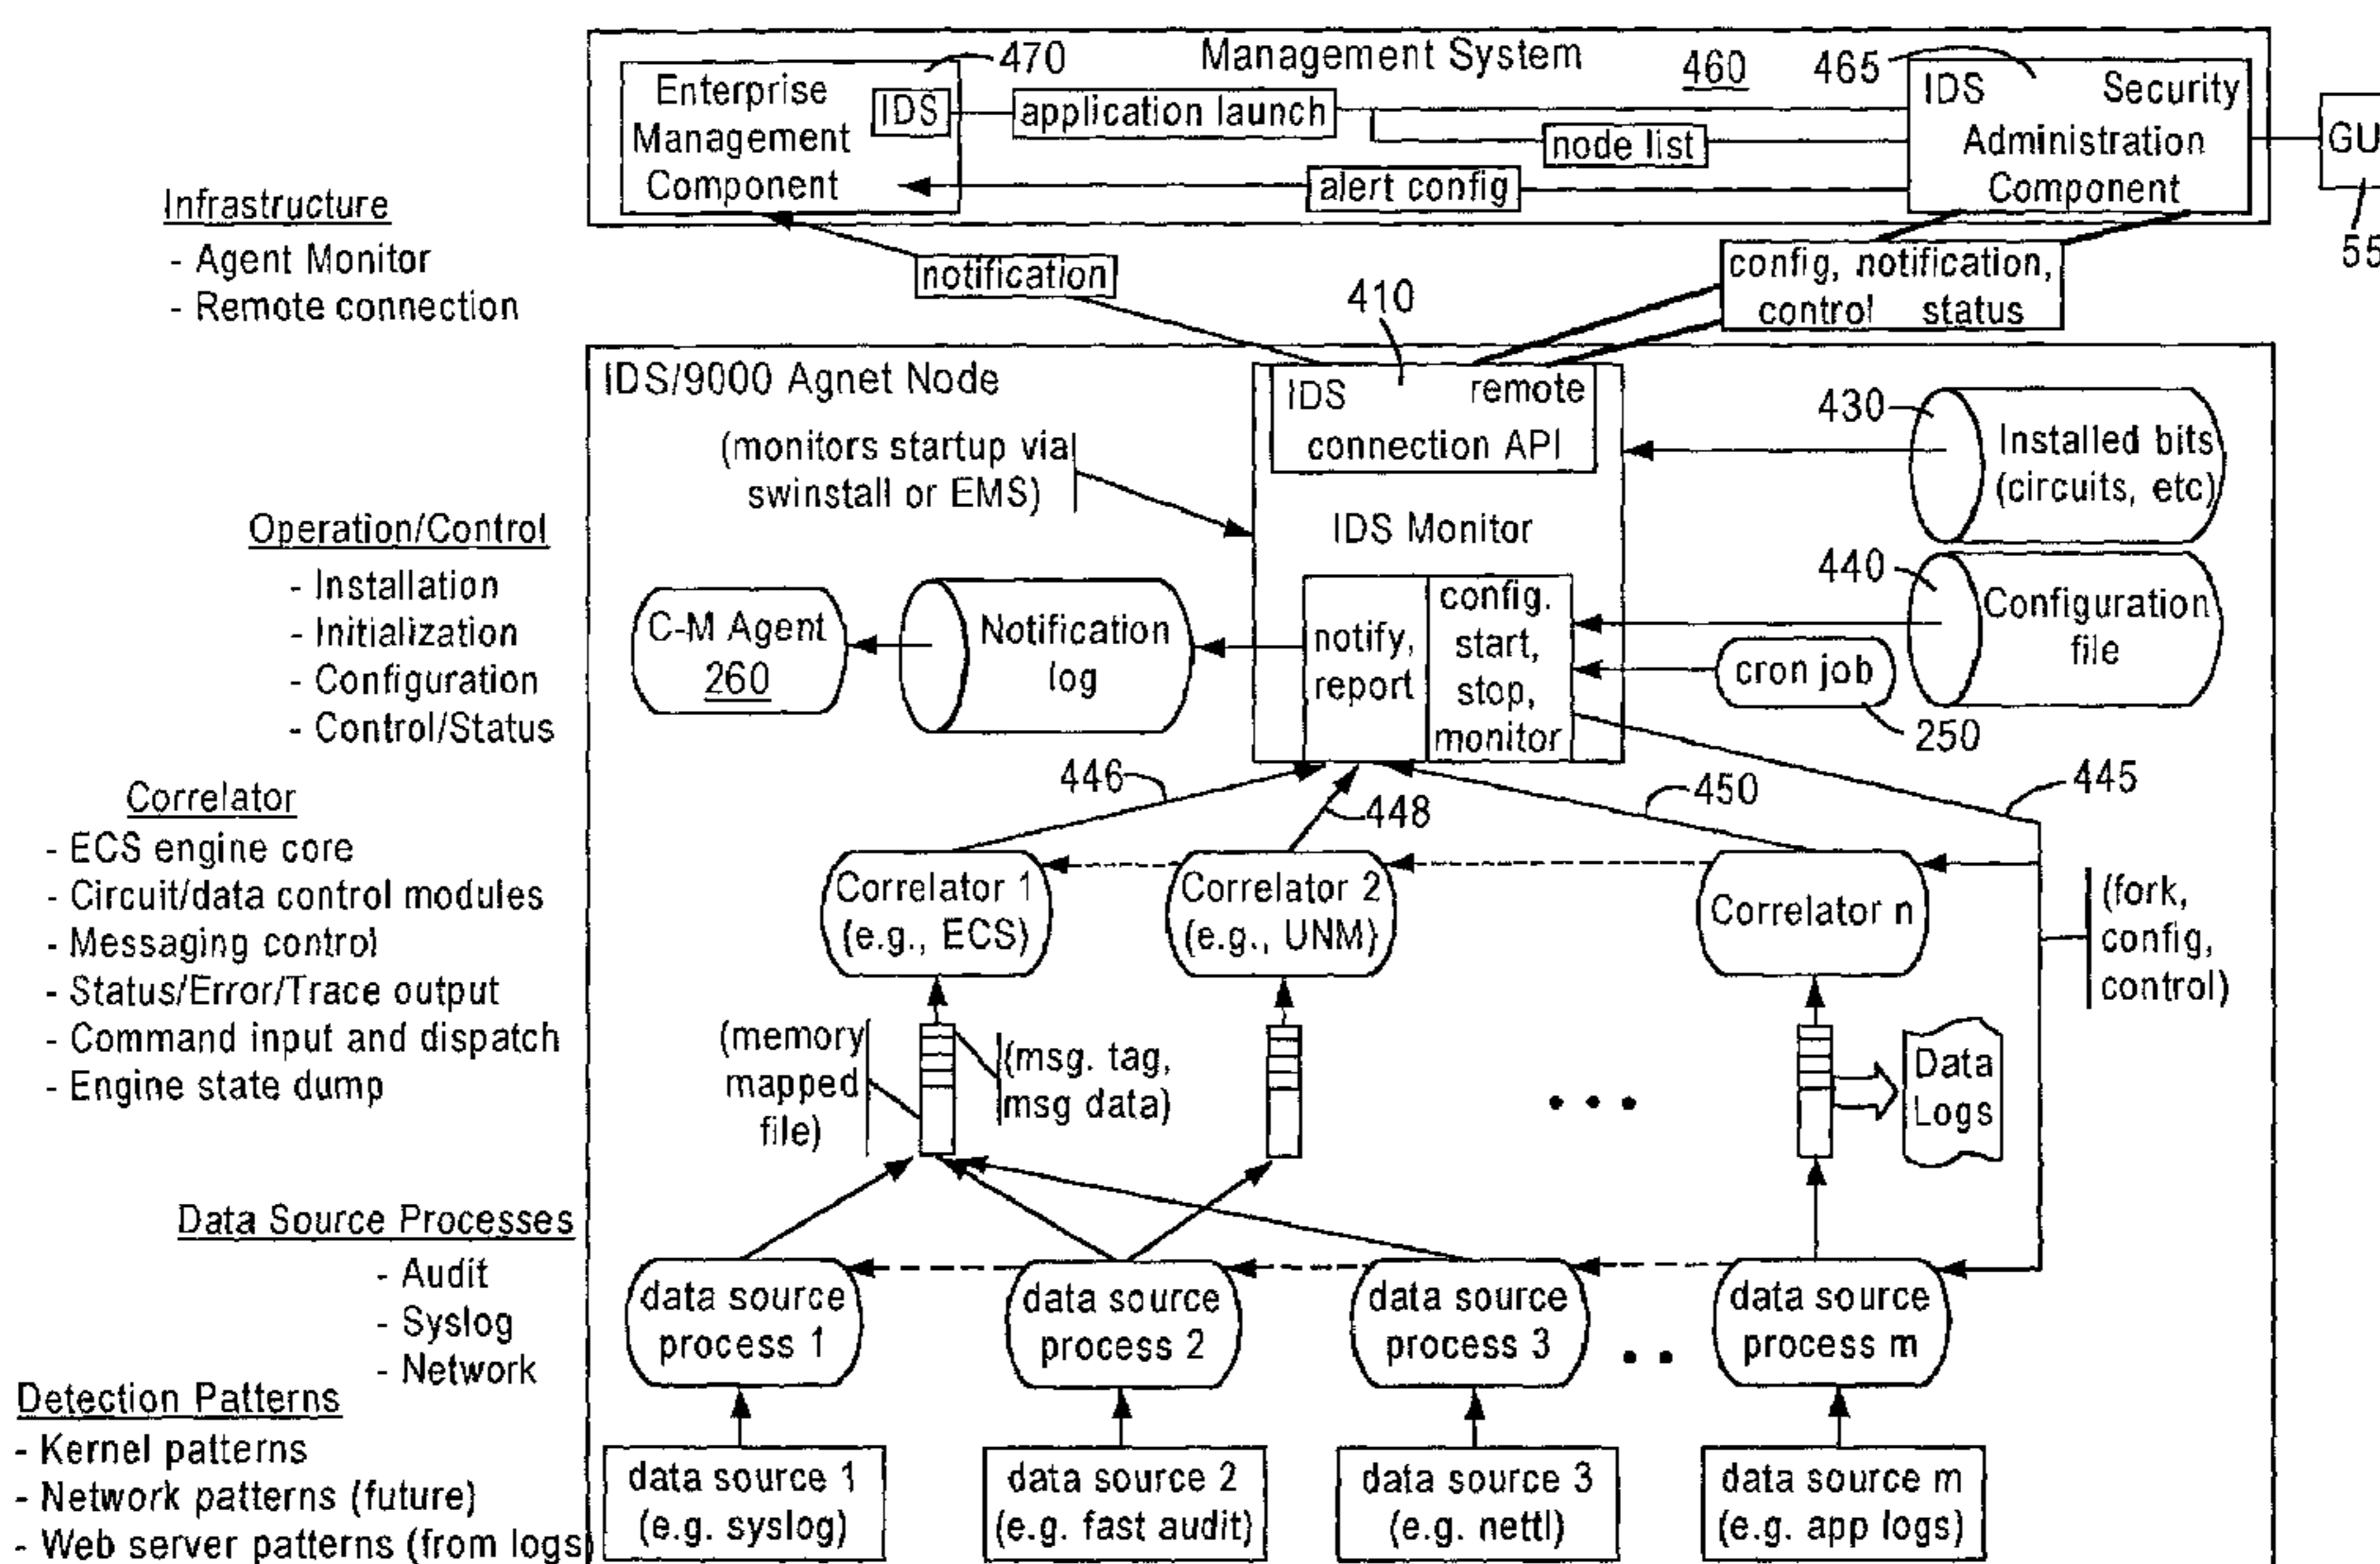 Management System
460
465
470
Enterprise
Management
Component
IDS
application launch
node list
alert config
IDS Security
Administration
Component
GU
55
Infrastructure
- Agent Monitor
- Remote connection
notification
config, notification,
control status
410
IDS/9000 Agnet Node
IDS remote
connection API
(monitors startup via
swinstall or EMS)
IDS Monitor
430
Installed bits
(circuits, etc)
440
Configuration
file
cron job
250
Operation/Control
- Installation
- Initialization
- Configuration
- Control/Status
C-M Agent
260
Notification
log
notify,
report
config.
start,
stop,
monitor
446
448
450
445
Correlator
- ECS engine core
- Circuit/data control modules
- Messaging control
- Status/Error/Trace output
- Command input and dispatch
- Engine state dump
Correlator 1
(e.g., ECS)
Correlator 2
(e.g., UNM)
Correlator n
(fork,
config,
control)
(memory
mapped
file)
(msg. tag,
msg data)
• • •
Data
Logs
Data Source Processes
- Audit
- Syslog
- Network
data source
process 1
data source
process 2
data source
process 3
• •
data source
process m
Detection Patterns
- Kernel patterns
- Network patterns (future)
- Web server patterns (from logs)
data source 1
(e.g. syslog)
data source 2
(e.g. fast audit)
data source 3
(e.g. nettl)
data source m
(e.g. app logs)